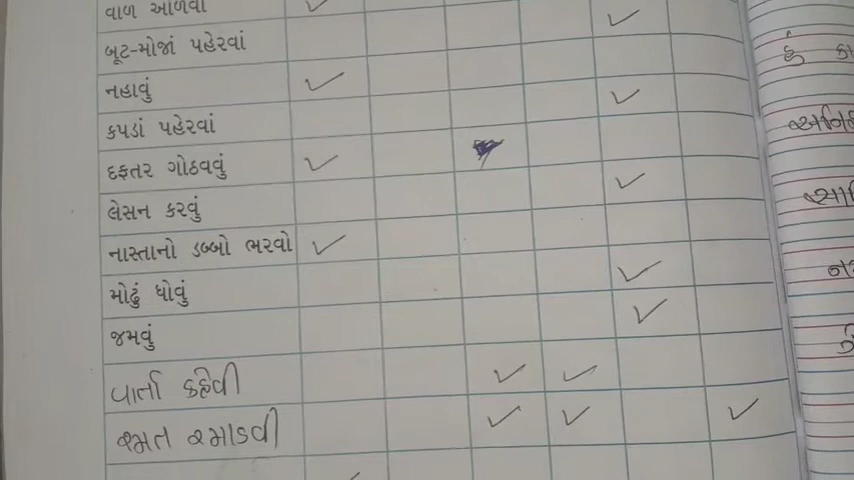 વાળ ઓળવા
બૂટ-મોજાં પહેરવાં
નહાવું
કપડાં પહેરવાં
દફતર ગોઠવવું
લેસન કરવું
નાસ્તાનો ડબ્બો ભરવો
મોઢું ધોવું
જમવું
વાર્તા કહેવી
રમત રમાડવી
હું